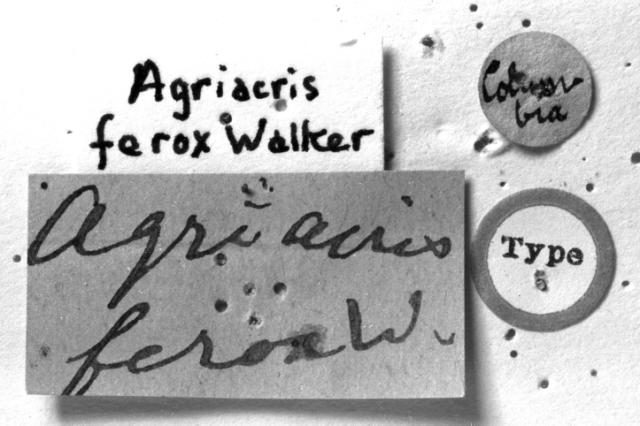 Agriacris
ferox Walker
Agriacris
ferox W.
Colum-
bia
Type